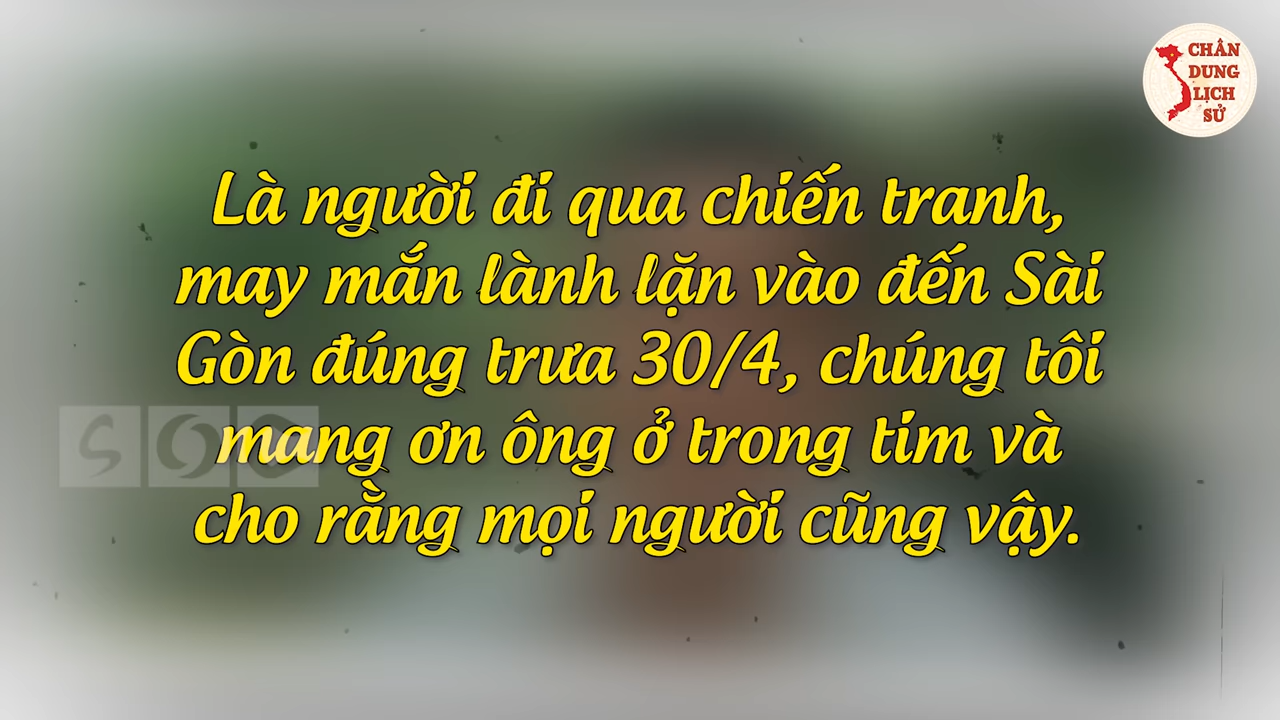 CHÂN
DUNG
LỊCH
SỬ
Là người đi qua chiến tranh,
may mắn lành lặn vào đến Sài
Gòn đúng trưa 30/4, chúng tôi
mang ơn ông ở trong tim và
cho rằng mọi người cũng vậy.